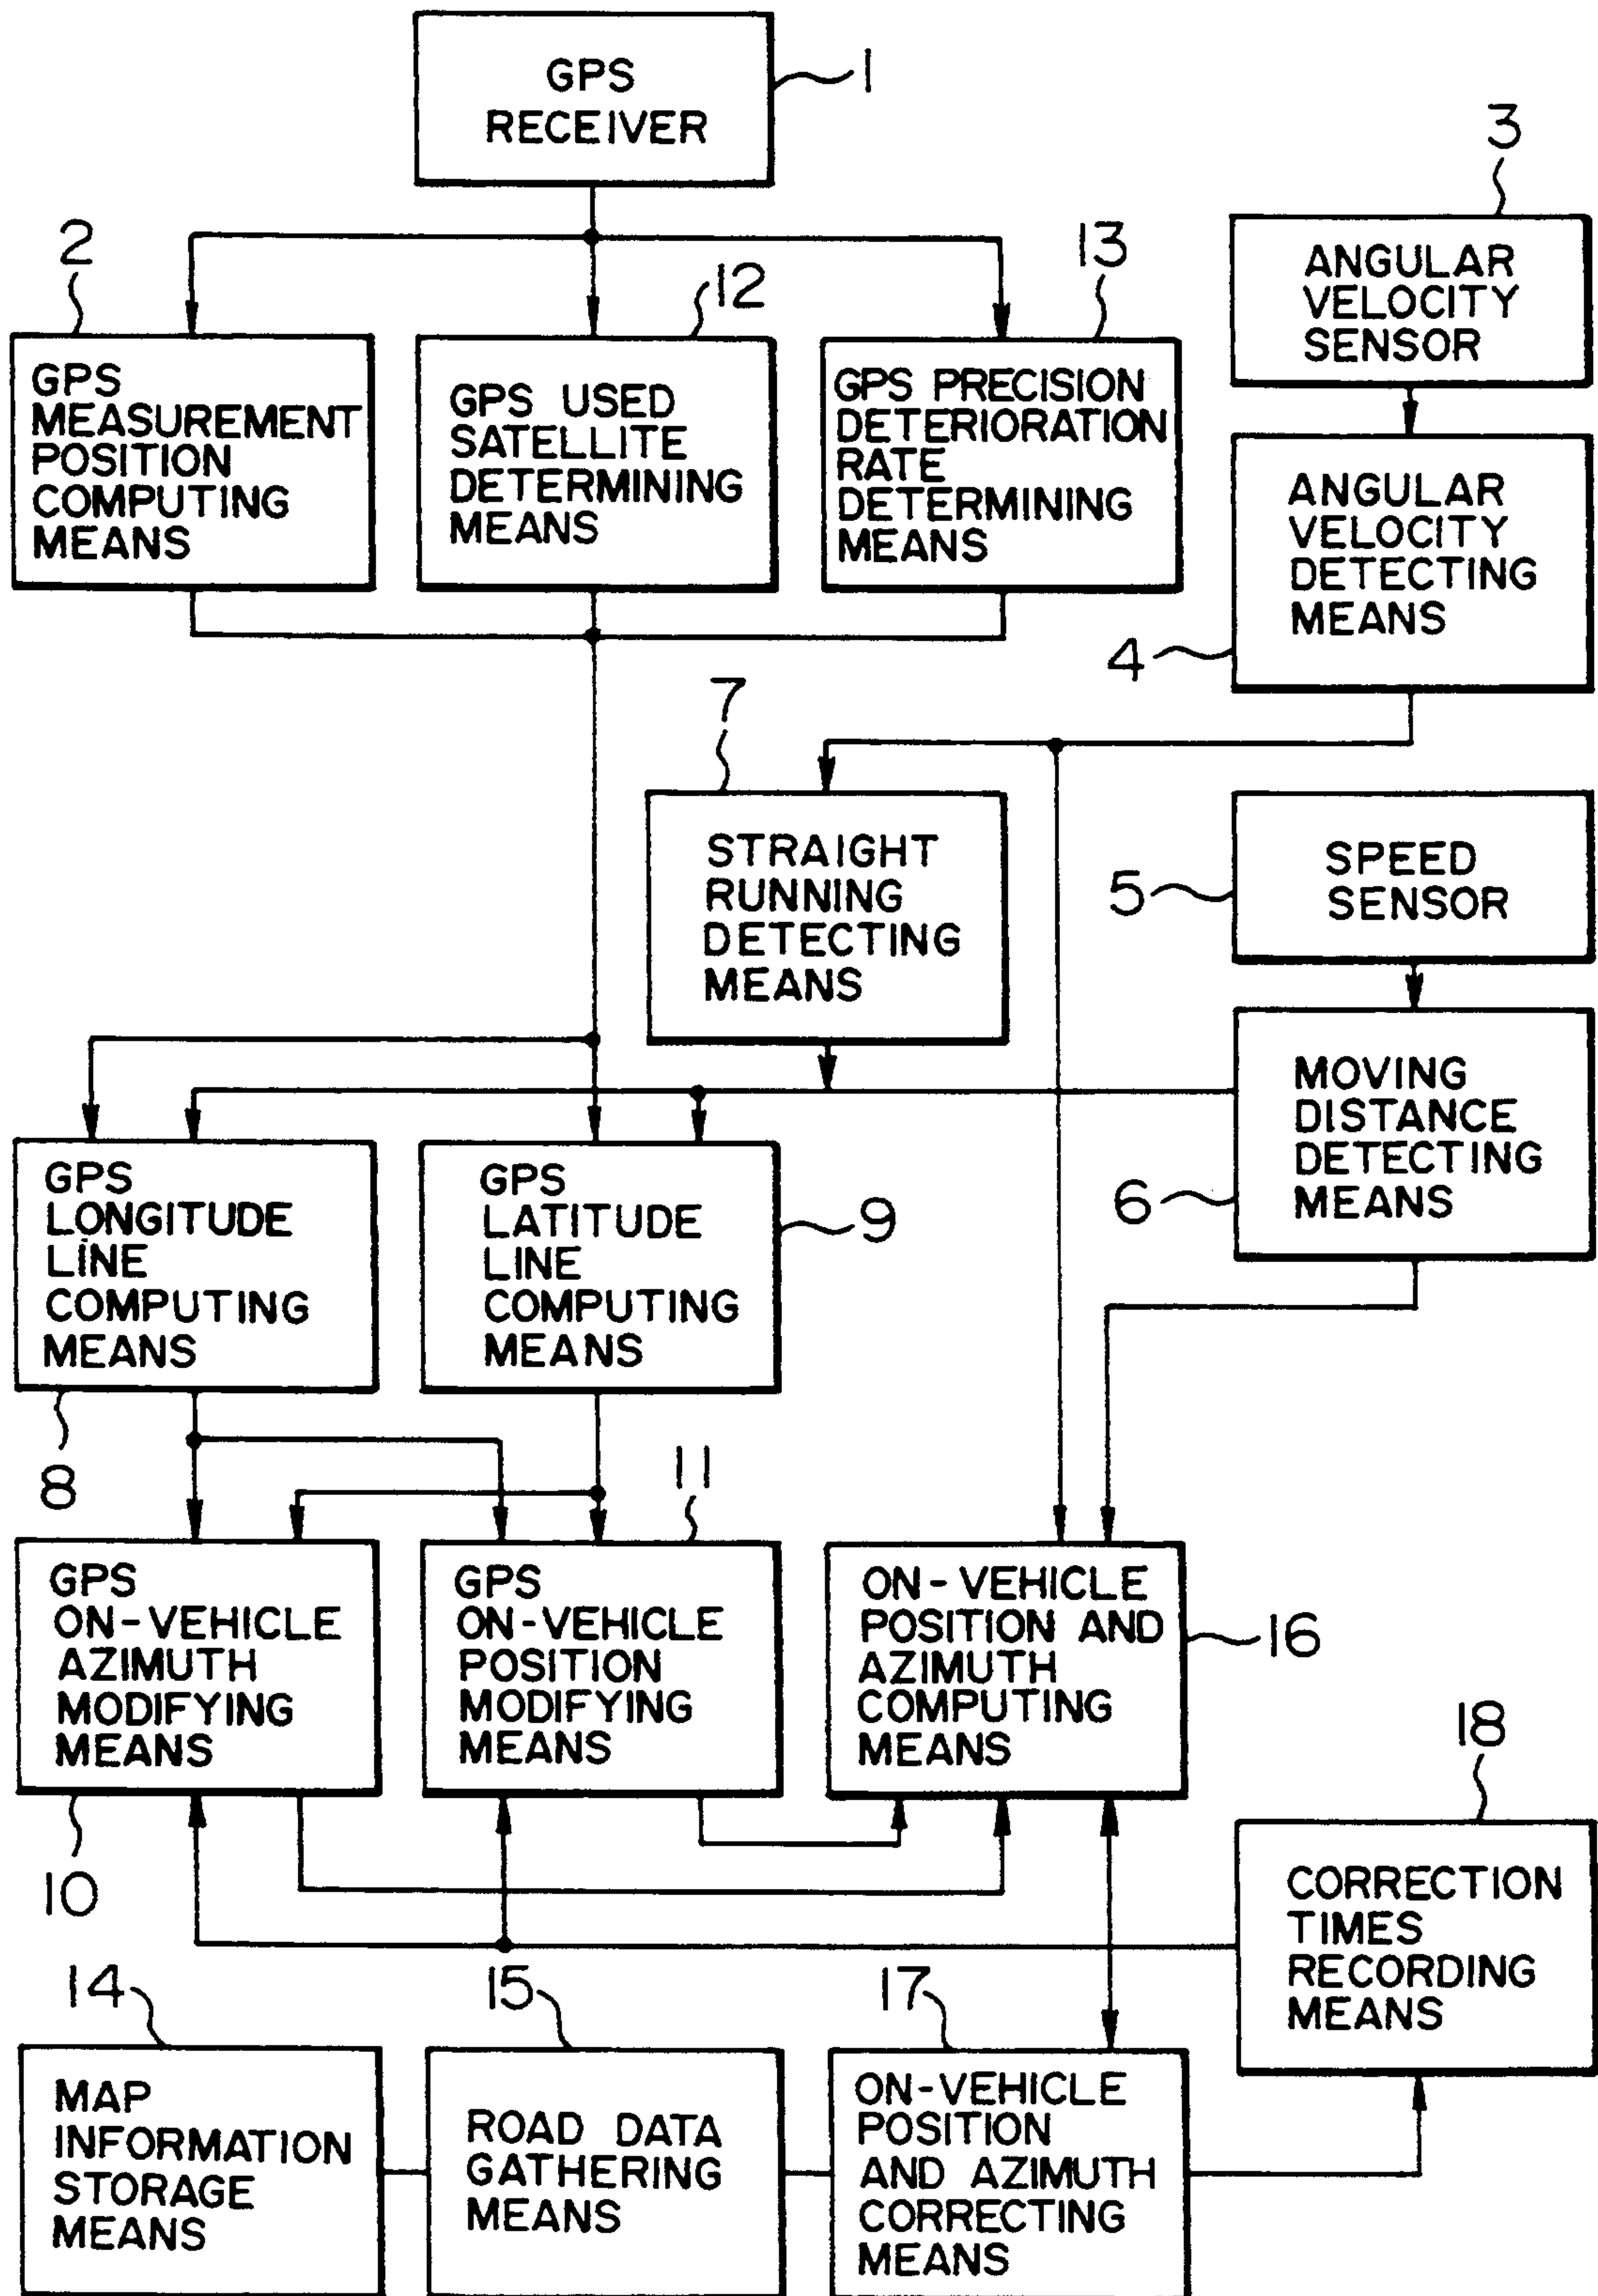 GPS
RECEIVER
1
3
ANGULAR
VELOCITY
SENSOR
2
GPS
MEASUREMENT
POSITION
COMPUTING
MEANS
12
GPS USED
SATELLITE
DETERMINING
MEANS
13
GPS PRECISION
DETERIORATION
RATE
DETERMINING
MEANS
ANGULAR
VELOCITY
DETECTING
MEANS
4
7
STRAIGHT
RUNNING
DETECTING
MEANS
5
SPEED
SENSOR
MOVING
DISTANCE
DETECTING
MEANS
6
GPS
LONGITUDE
LINE
COMPUTING
MEANS
8
GPS
LATITUDE
LINE
COMPUTING
MEANS
9
GPS
ON-VEHICLE
AZIMUTH
MODIFYING
MEANS
10
11
GPS
ON-VEHICLE
POSITION
MODIFYING
MEANS
ON-VEHICLE
POSITION AND
AZIMUTH
COMPUTING
MEANS
16
18
CORRECTION
TIMES
RECORDING
MEANS
14
MAP
INFORMATION
STORAGE
MEANS
15
ROAD DATA
GATHERING
MEANS
17
ON-VEHICLE
POSITION
AND AZIMUTH
CORRECTING
MEANS